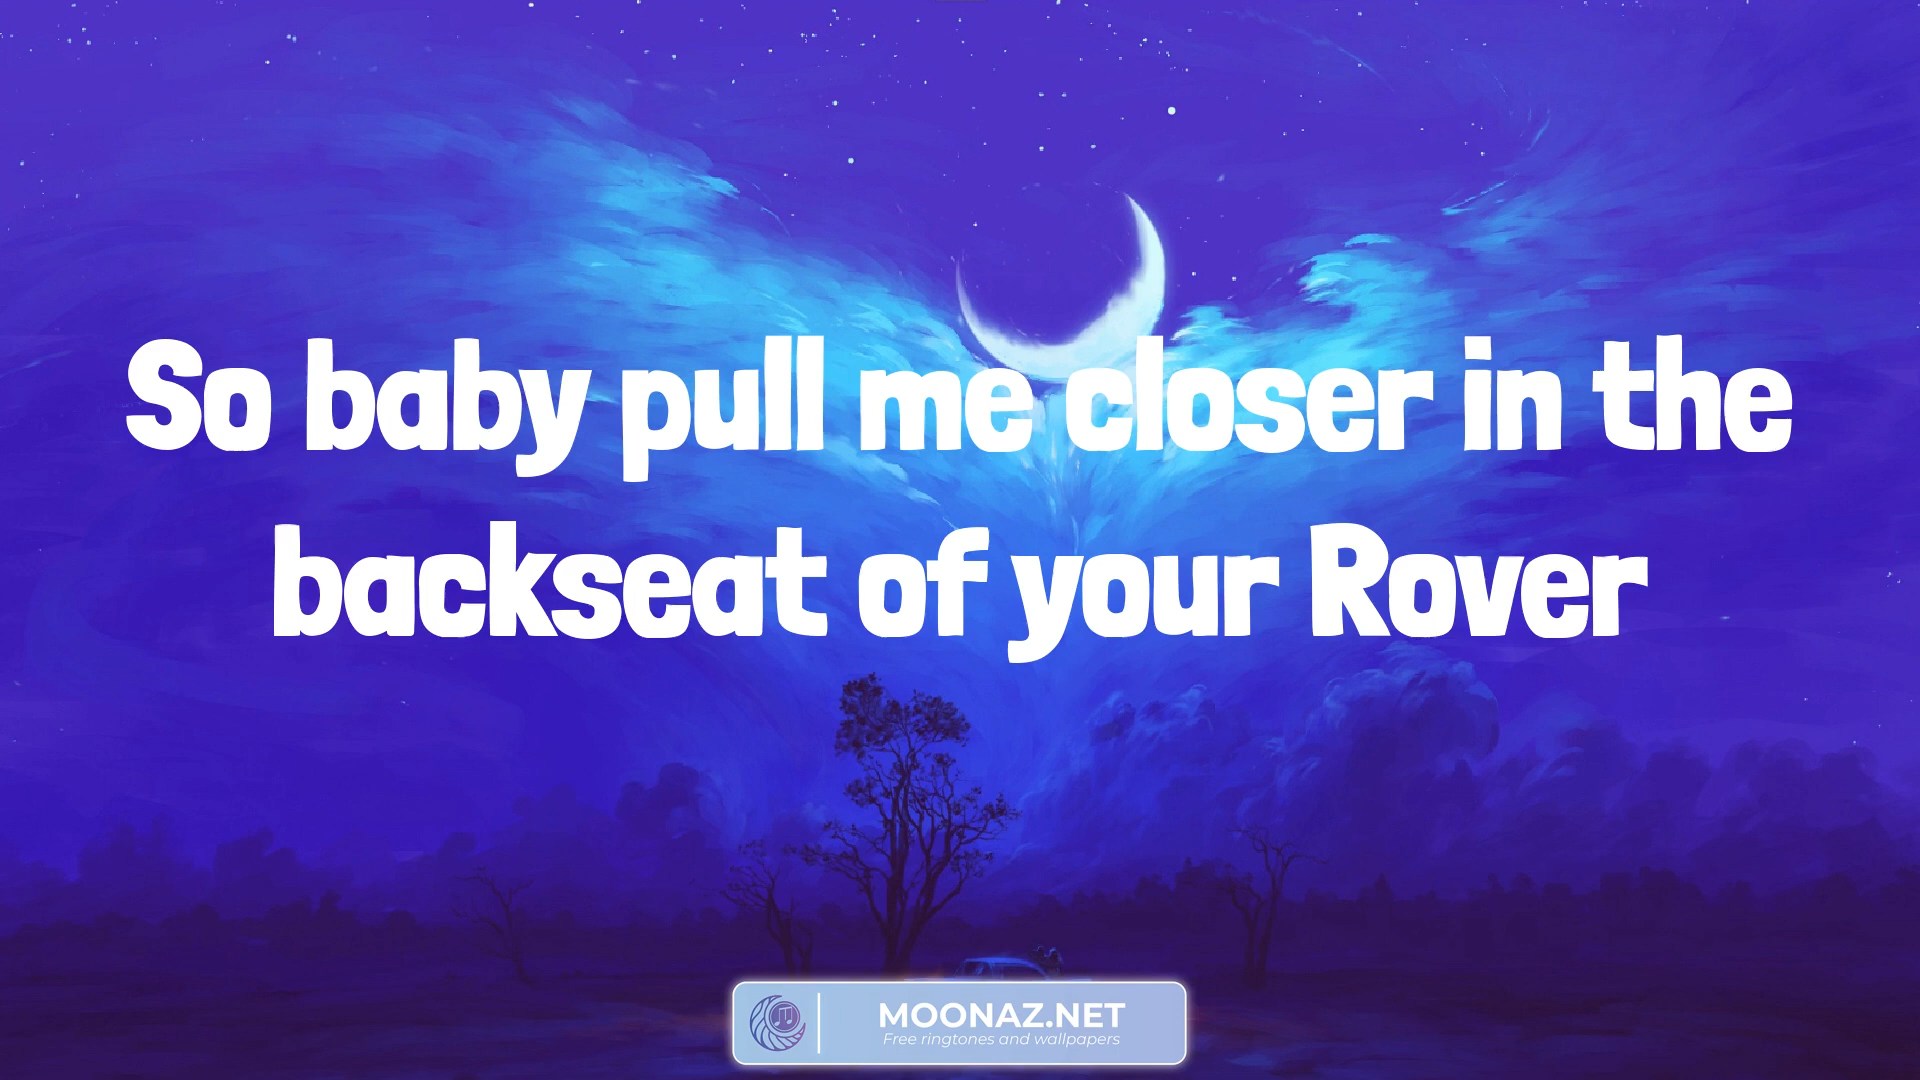 So baby pull me closer in the
backseat of your Rover
MOONAZ.NET
Free ringtones and wallpapers